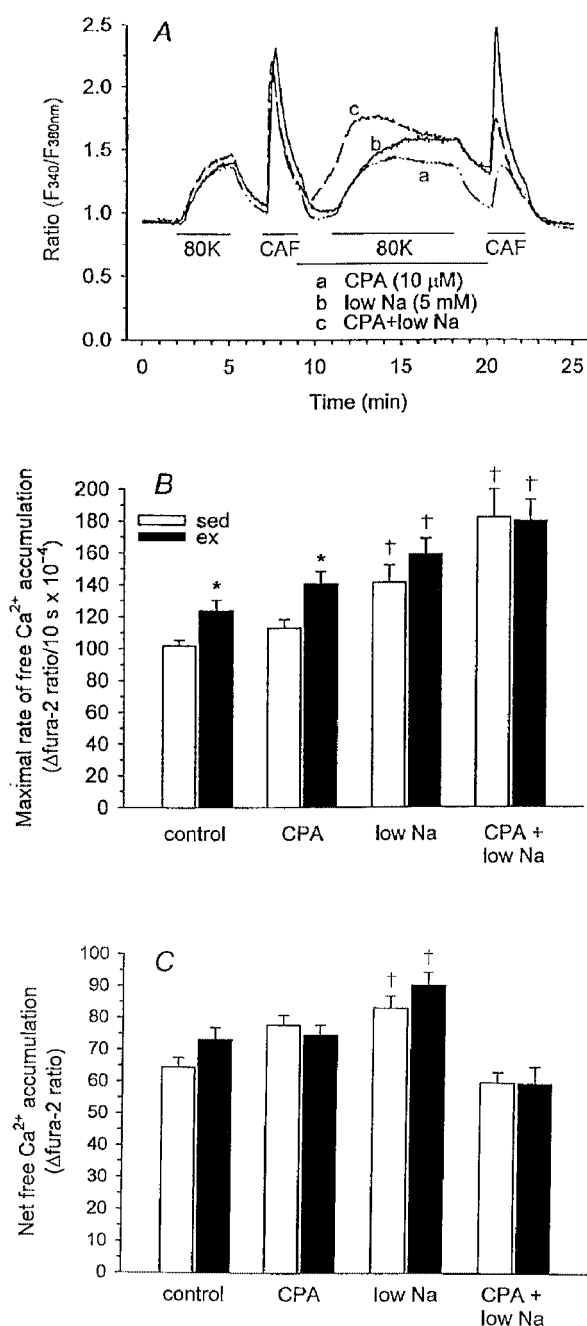 A
Ratio (F340/F380nm)
2.5
2.0
1.5
1.0
0.5
0.0
c
b
a
80K
CAF
80K
CAF
a CPA (10 μM)
b low Na (5 mM)
c CPA+low Na
0 5 10 15 20 25
Time (min)
B
Maximal rate of free Ca2+ accumulation
(Δfura-2 ratio/10 s x 10−4)
200
180
160
140
120
100
80
60
40
20
0
sed
ex
*
*
†
†
†
†
control CPA low Na CPA +
low Na
C
Net free Ca2+ accumulation
(Δfura-2 ratio)
100
90
80
70
60
50
40
30
20
10
0
†
†
control CPA low Na CPA +
low Na